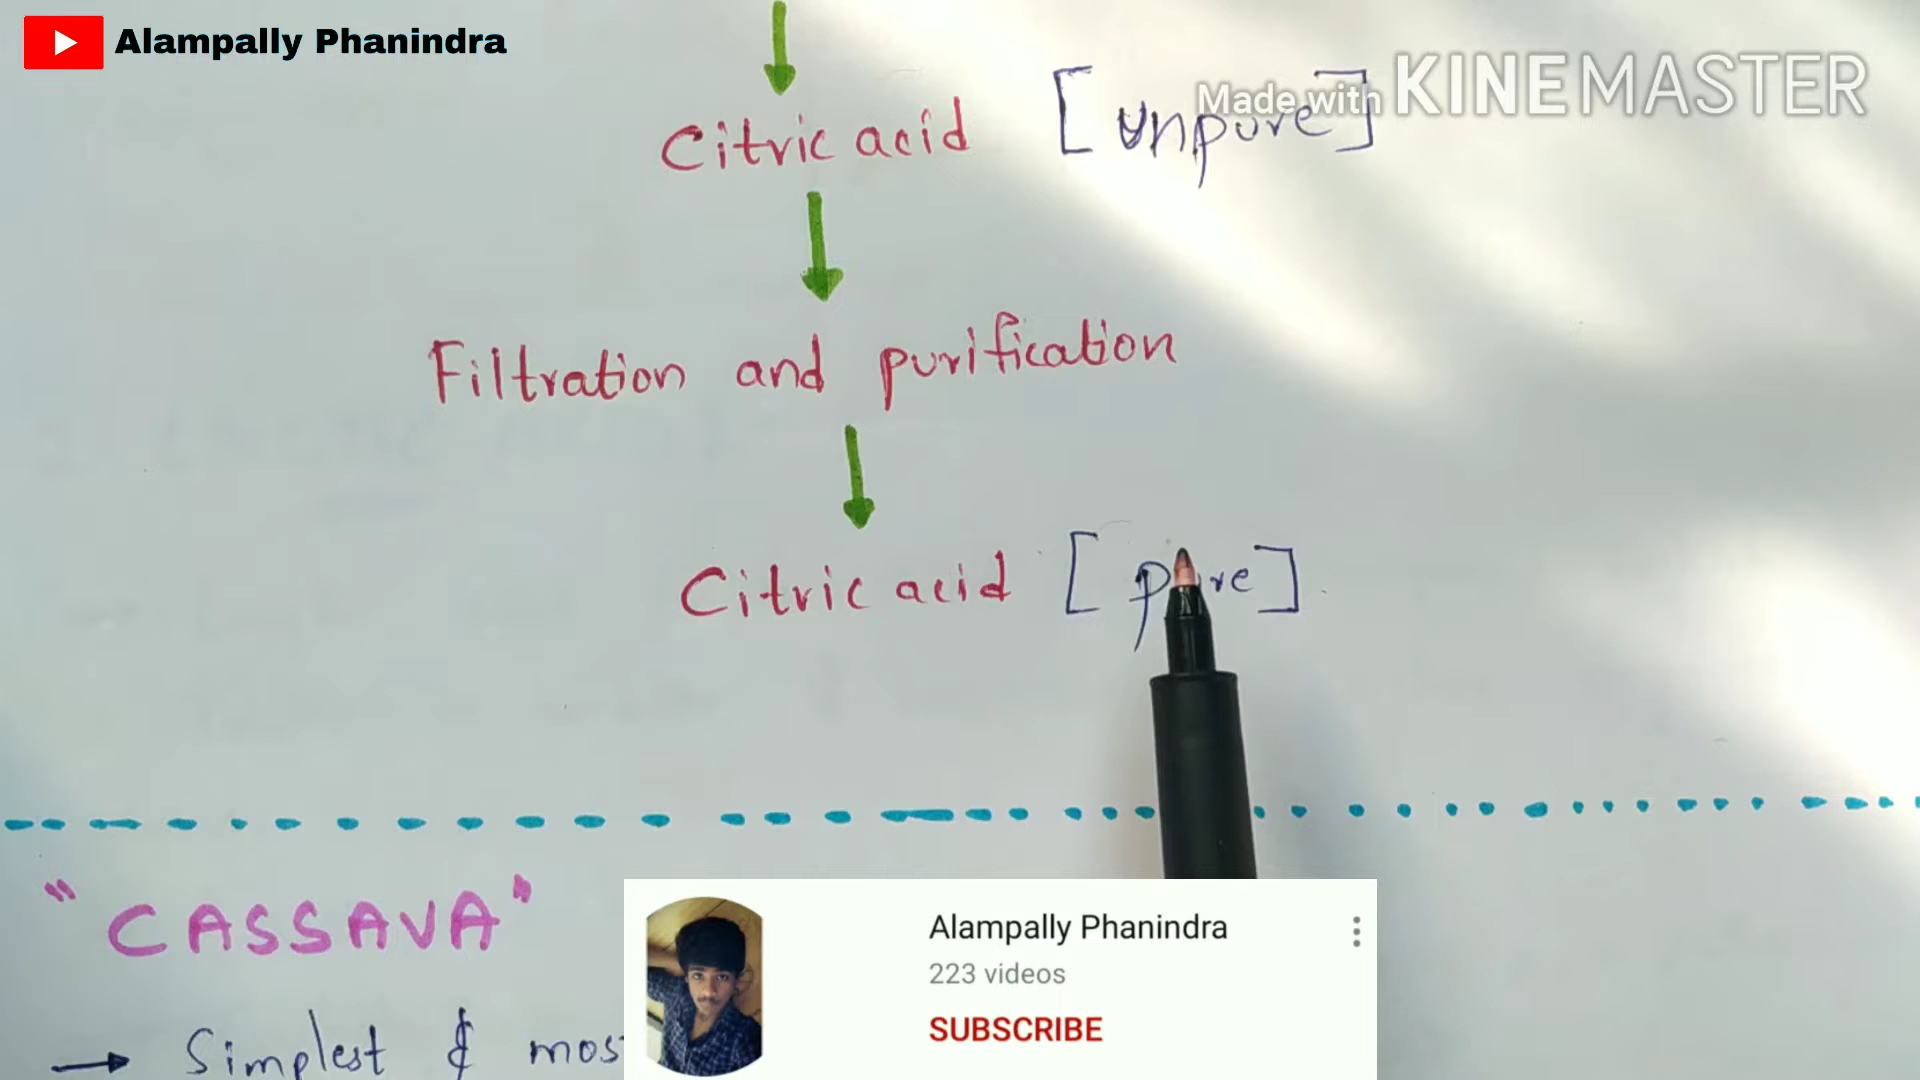 Alampally Phanindra
Made with KINEMASTER
Citric acid [unpure]
Filtration and purification
Citric acid [pure]
"CASSAVA"
→ Simplest & mos
Alampally Phanindra
223 videos
SUBSCRIBE